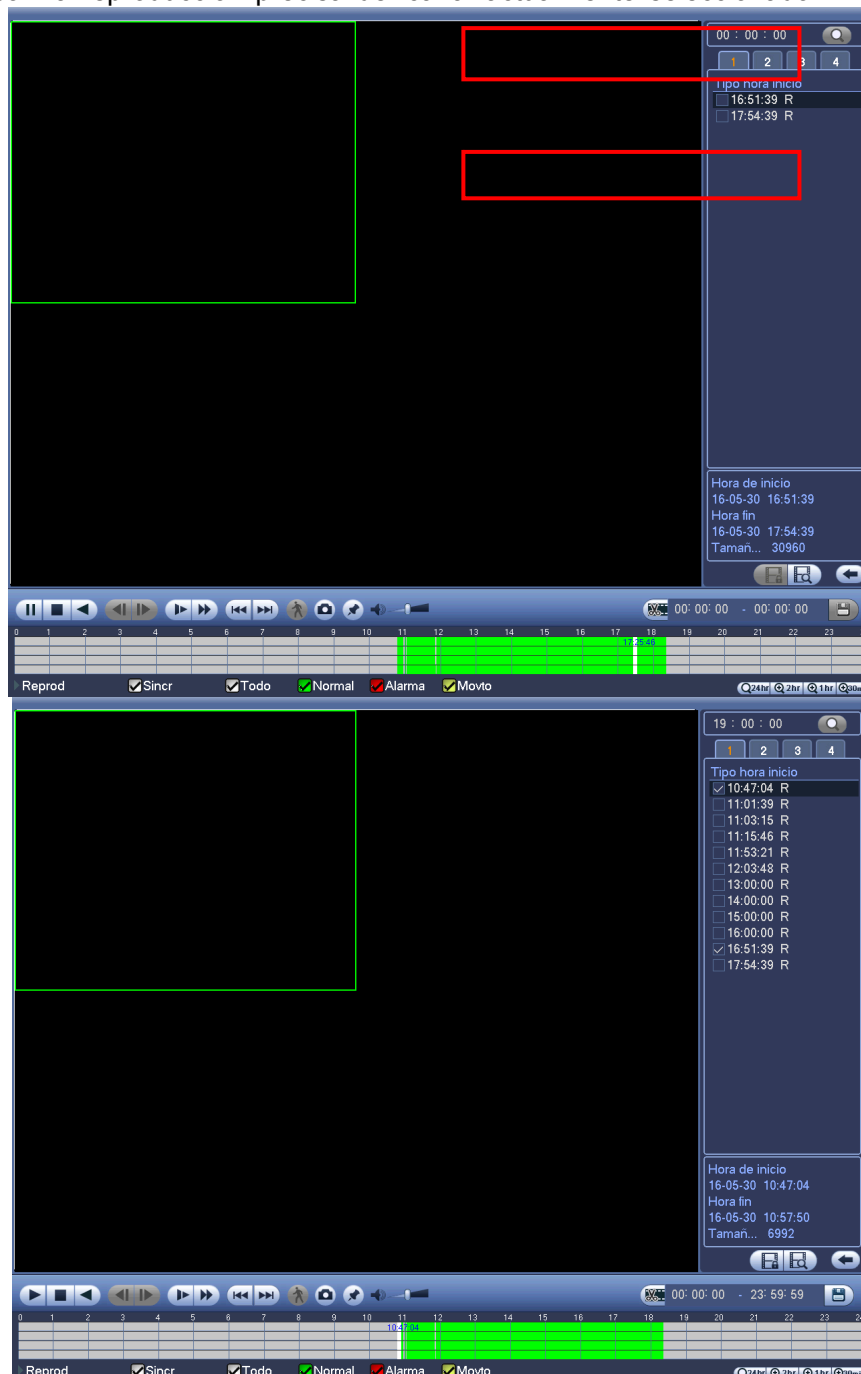 00 : 00 : 00
1 2 3 4
Tipo hora inicio
16:51:39 R
17:54:39 R
Hora de inicio
16-05-30 16:51:39
Hora fin
16-05-30 17:54:39
Tamañ... 30960
00: 00: 00 - 00: 00: 00
0 1 2 3 4 5 6 7 8 9 10 11 12 13 14 15 16 17 18 19 20 21 22 23
17:25:48
Reprod Sincr Todo Normal Alarma Movto 24hr 2hr 1hr 30m
19 : 00 : 00
1 2 3 4
Tipo hora inicio
10:47:04 R
11:01:39 R
11:03:15 R
11:15:46 R
11:53:21 R
12:03:48 R
13:00:00 R
14:00:00 R
15:00:00 R
16:00:00 R
16:51:39 R
17:54:39 R
Hora de inicio
16-05-30 10:47:04
Hora fin
16-05-30 10:57:50
Tamañ... 6992
00: 00: 00 - 23: 59: 59
0 1 2 3 4 5 6 7 8 9 10 11 12 13 14 15 16 17 18 19 20 21 22 23 24
10:47:04
Reprod Sincr Todo Normal Alarma Movto 24hr 2hr 1hr